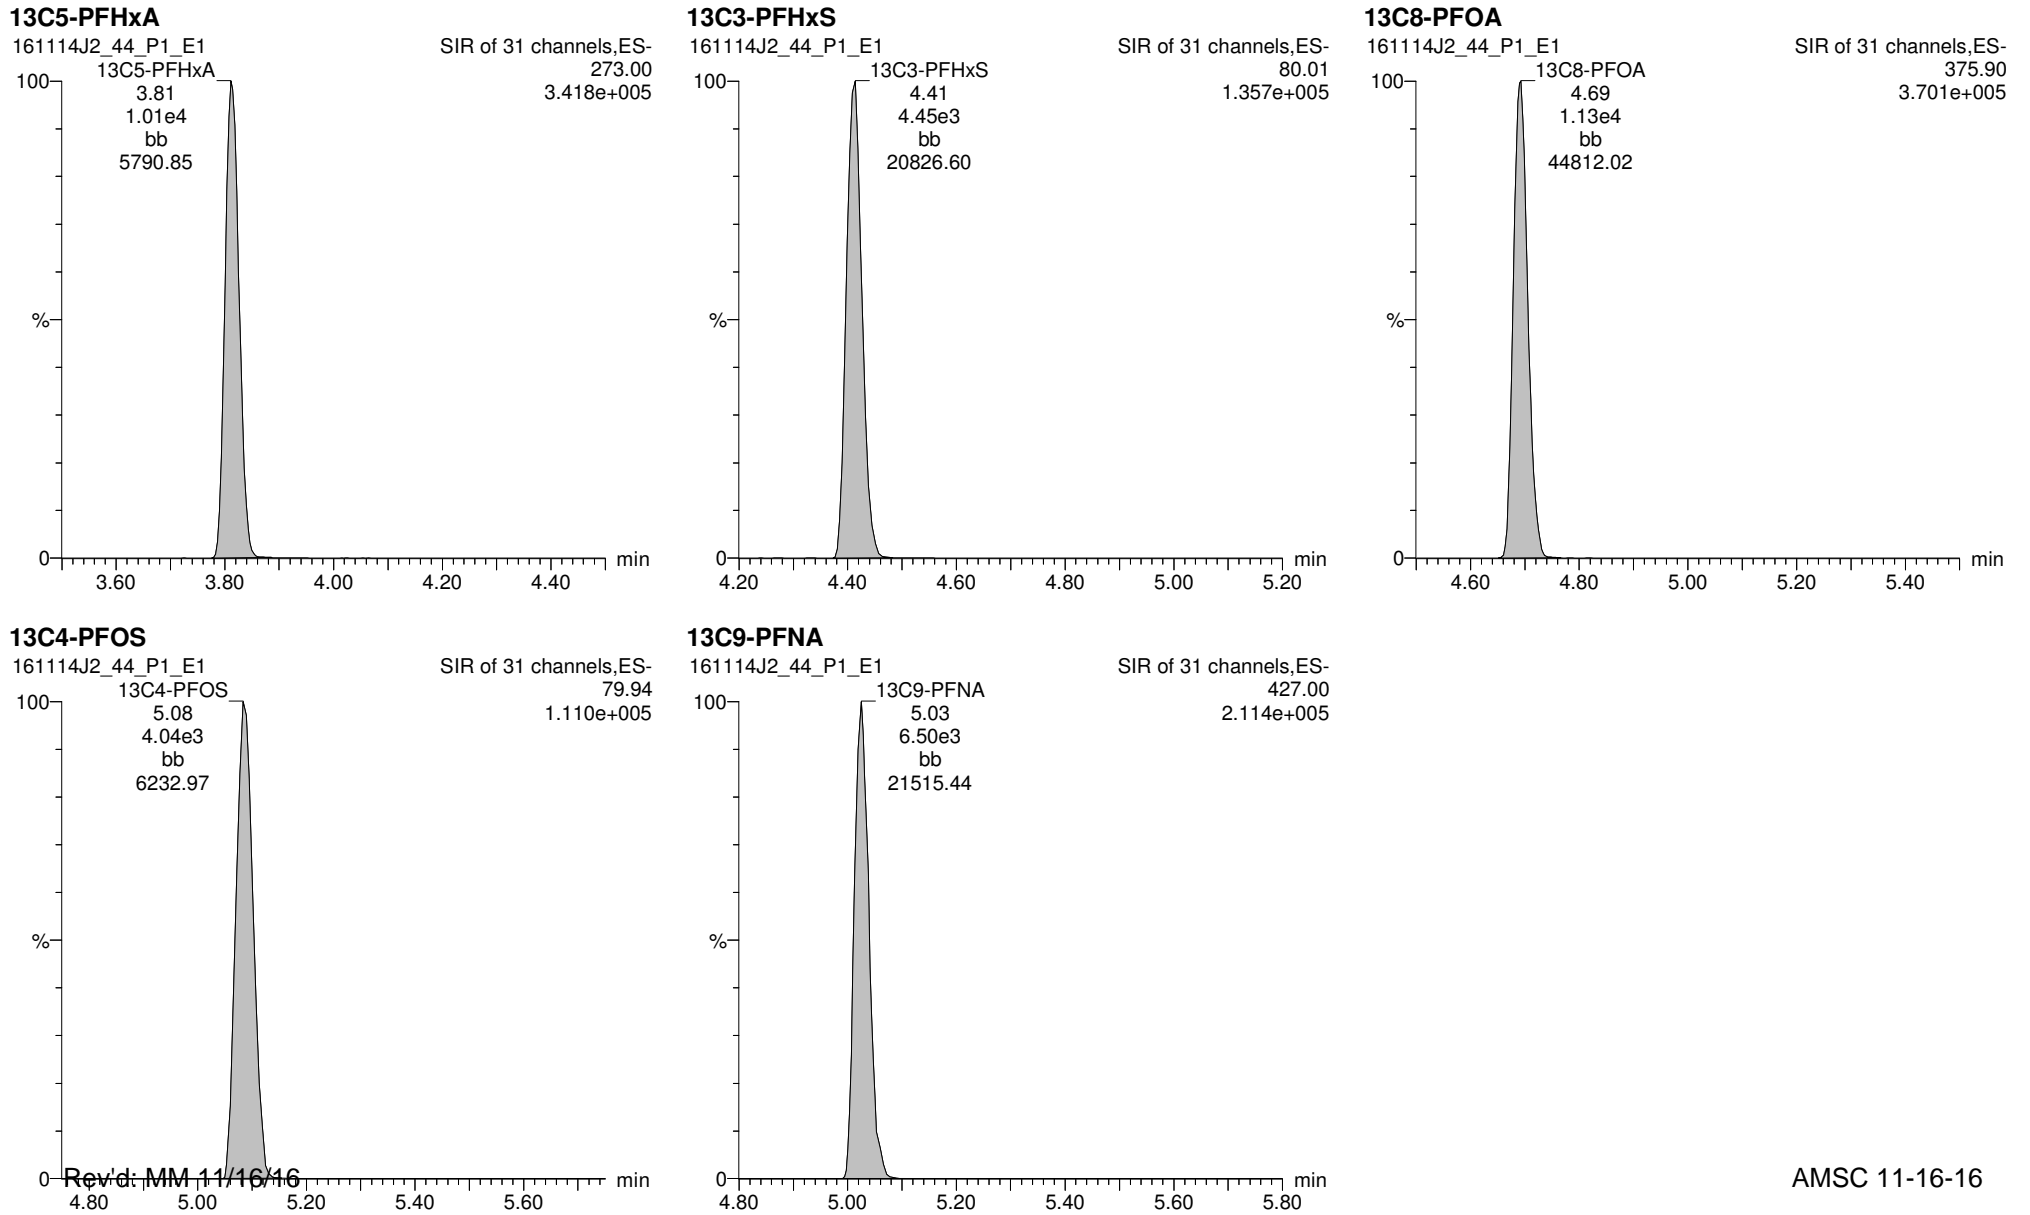 13C5-PFHxA
161114J2_44_P1_E1 SIR of 31 channels,ES-
13C5-PFHxA 273.00
3.81 3.418e+005
1.01e4
bb
5790.85
100
%
0
min
3.60 3.80 4.00 4.20 4.40
13C3-PFHxS
161114J2_44_P1_E1 SIR of 31 channels,ES-
13C3-PFHxS 80.01
4.41 1.357e+005
4.45e3
bb
20826.60
100
%
0
min
4.20 4.40 4.60 4.80 5.00 5.20
13C8-PFOA
161114J2_44_P1_E1 SIR of 31 channels,ES-
13C8-PFOA 375.90
4.69 3.701e+005
1.13e4
bb
44812.02
100
%
0
min
4.60 4.80 5.00 5.20 5.40
13C4-PFOS
161114J2_44_P1_E1 SIR of 31 channels,ES-
13C4-PFOS 79.94
5.08 1.110e+005
4.04e3
bb
6232.97
100
%
0
min
4.80 5.00 5.20 5.40 5.60
13C9-PFNA
161114J2_44_P1_E1 SIR of 31 channels,ES-
13C9-PFNA 427.00
5.03 2.114e+005
6.50e3
bb
21515.44
100
%
0
min
4.80 5.00 5.20 5.40 5.60 5.80
Rev'd: MM 11/16/16
AMSC 11-16-16